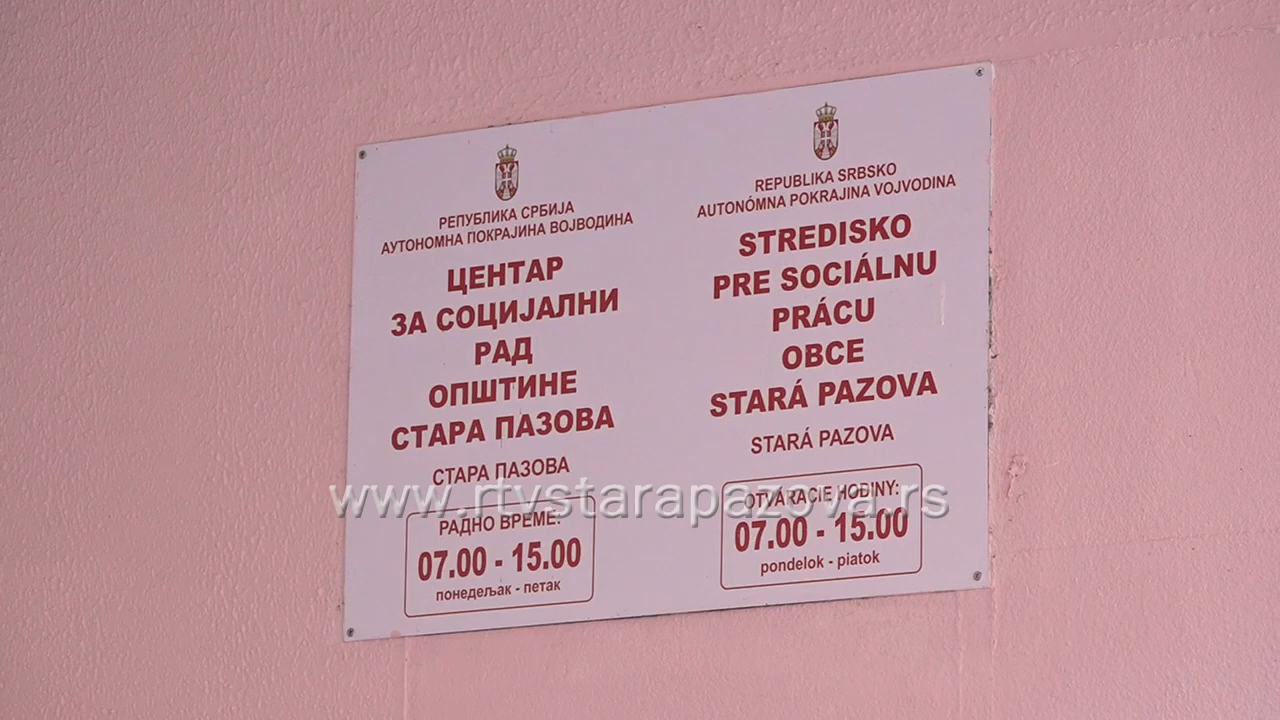 РЕПУБЛИКА СРБИЈА
АУТОНОМНА ПОКРАЈИНА ВОЈВОДИНА
ЦЕНТАР
ЗА СОЦИЈАЛНИ
РАД
ОПШТИНЕ
СТАРА ПАЗОВА
СТАРА ПАЗОВА
РАДНО ВРЕМЕ:
07.00 - 15.00
понедељак - петак
REPUBLIKA SRBSKO
AUTONÓMNA POKRAJINA VOJVODINA
STREDISKO
PRE SOCIÁLNU
PRÁCU
OBCE
STARÁ PAZOVA
STARÁ PAZOVA
OTVÁRACIE HODINY:
07.00 - 15.00
pondelok - piatok
www.rtvstarapazova.rs